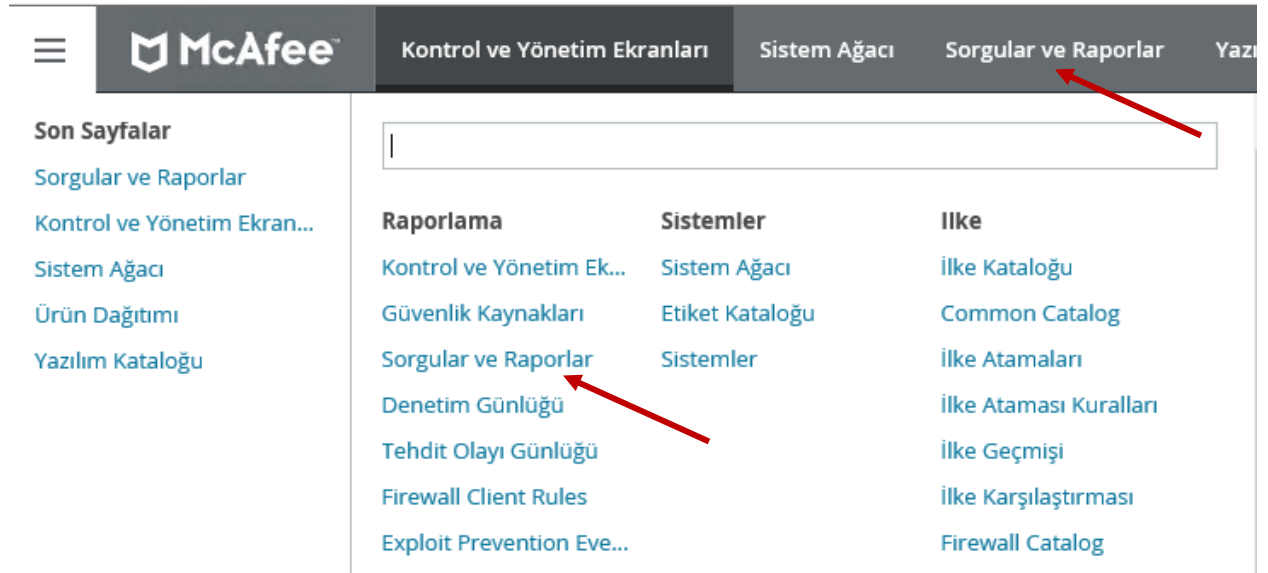 McAfee™ Kontrol ve Yönetim Ekranları Sistem Ağacı Sorgular ve Raporlar Yazı
Son Sayfalar
Sorgular ve Raporlar
Kontrol ve Yönetim Ekran...
Sistem Ağacı
Ürün Dağıtımı
Yazılım Kataloğu
Raporlama
Kontrol ve Yönetim Ek...
Güvenlik Kaynakları
Sorgular ve Raporlar
Denetim Günlüğü
Tehdit Olayı Günlüğü
Firewall Client Rules
Exploit Prevention Eve...
Sistemler
Sistem Ağacı
Etiket Kataloğu
Sistemler
Ilke
İlke Kataloğu
Common Catalog
İlke Atamaları
İlke Ataması Kuralları
İlke Geçmişi
İlke Karşılaştırması
Firewall Catalog